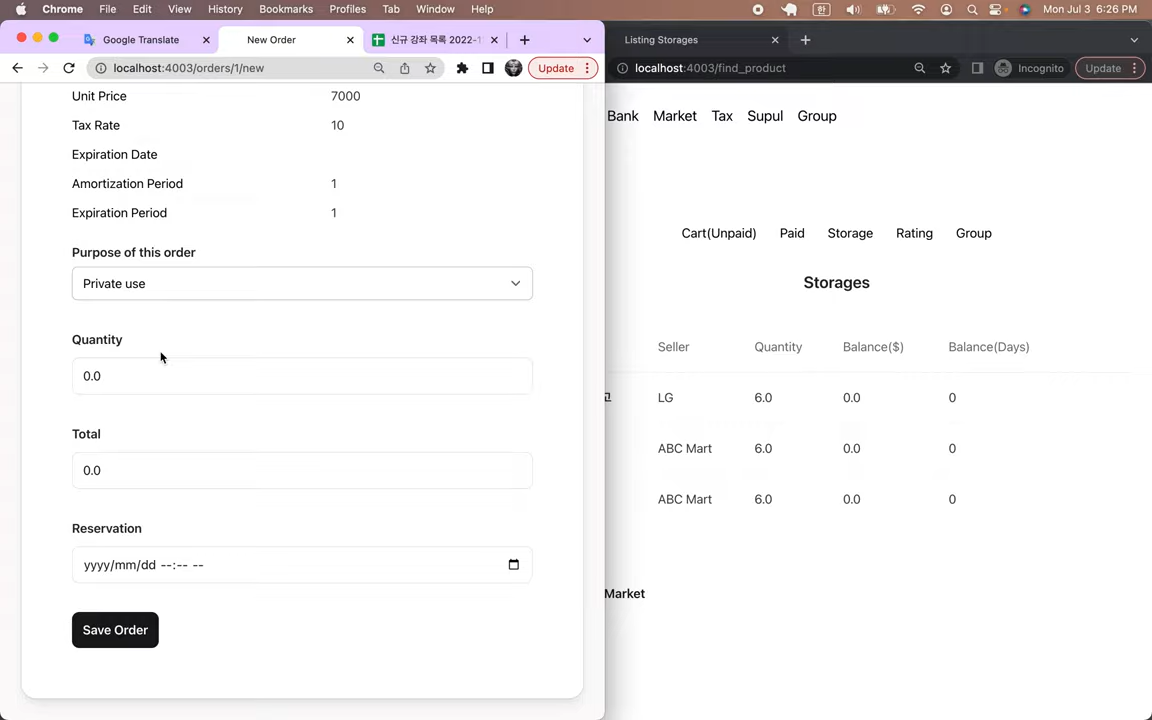 Chrome File Edit View History Bookmarks Profiles Tab Window Help 한 Mon Jul 3 6:26 PM
Google Translate New Order 신규 강좌 목록 2022-1 Listing Storages
localhost:4003/orders/1/new Update localhost:4003/find_product Incognito Update
Unit Price 7000
Tax Rate 10
Expiration Date
Amortization Period 1
Expiration Period 1
Purpose of this order
Private use
Quantity
0.0
Total
0.0
Reservation
yyyy/mm/dd --:-- --
Save Order
Bank Market Tax Supul Group
Cart(Unpaid) Paid Storage Rating Group
Storages
Seller Quantity Balance($) Balance(Days)
고 LG 6.0 0.0 0
ABC Mart 6.0 0.0 0
ABC Mart 6.0 0.0 0
Market